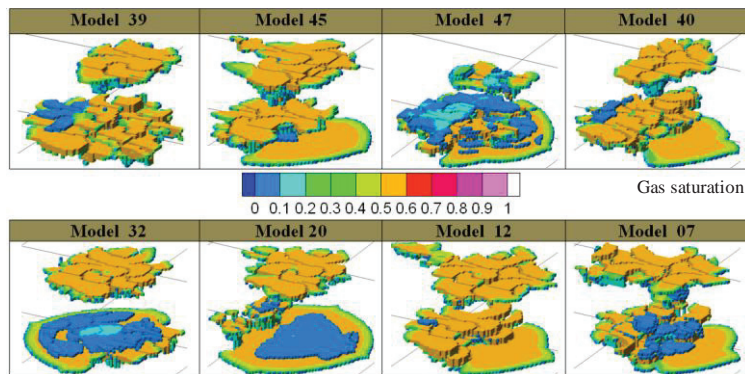 Model 39 Model 45 Model 47 Model 40
Gas saturation
0 0.1 0.2 0.3 0.4 0.5 0.6 0.7 0.8 0.9 1
Model 32 Model 20 Model 12 Model 07